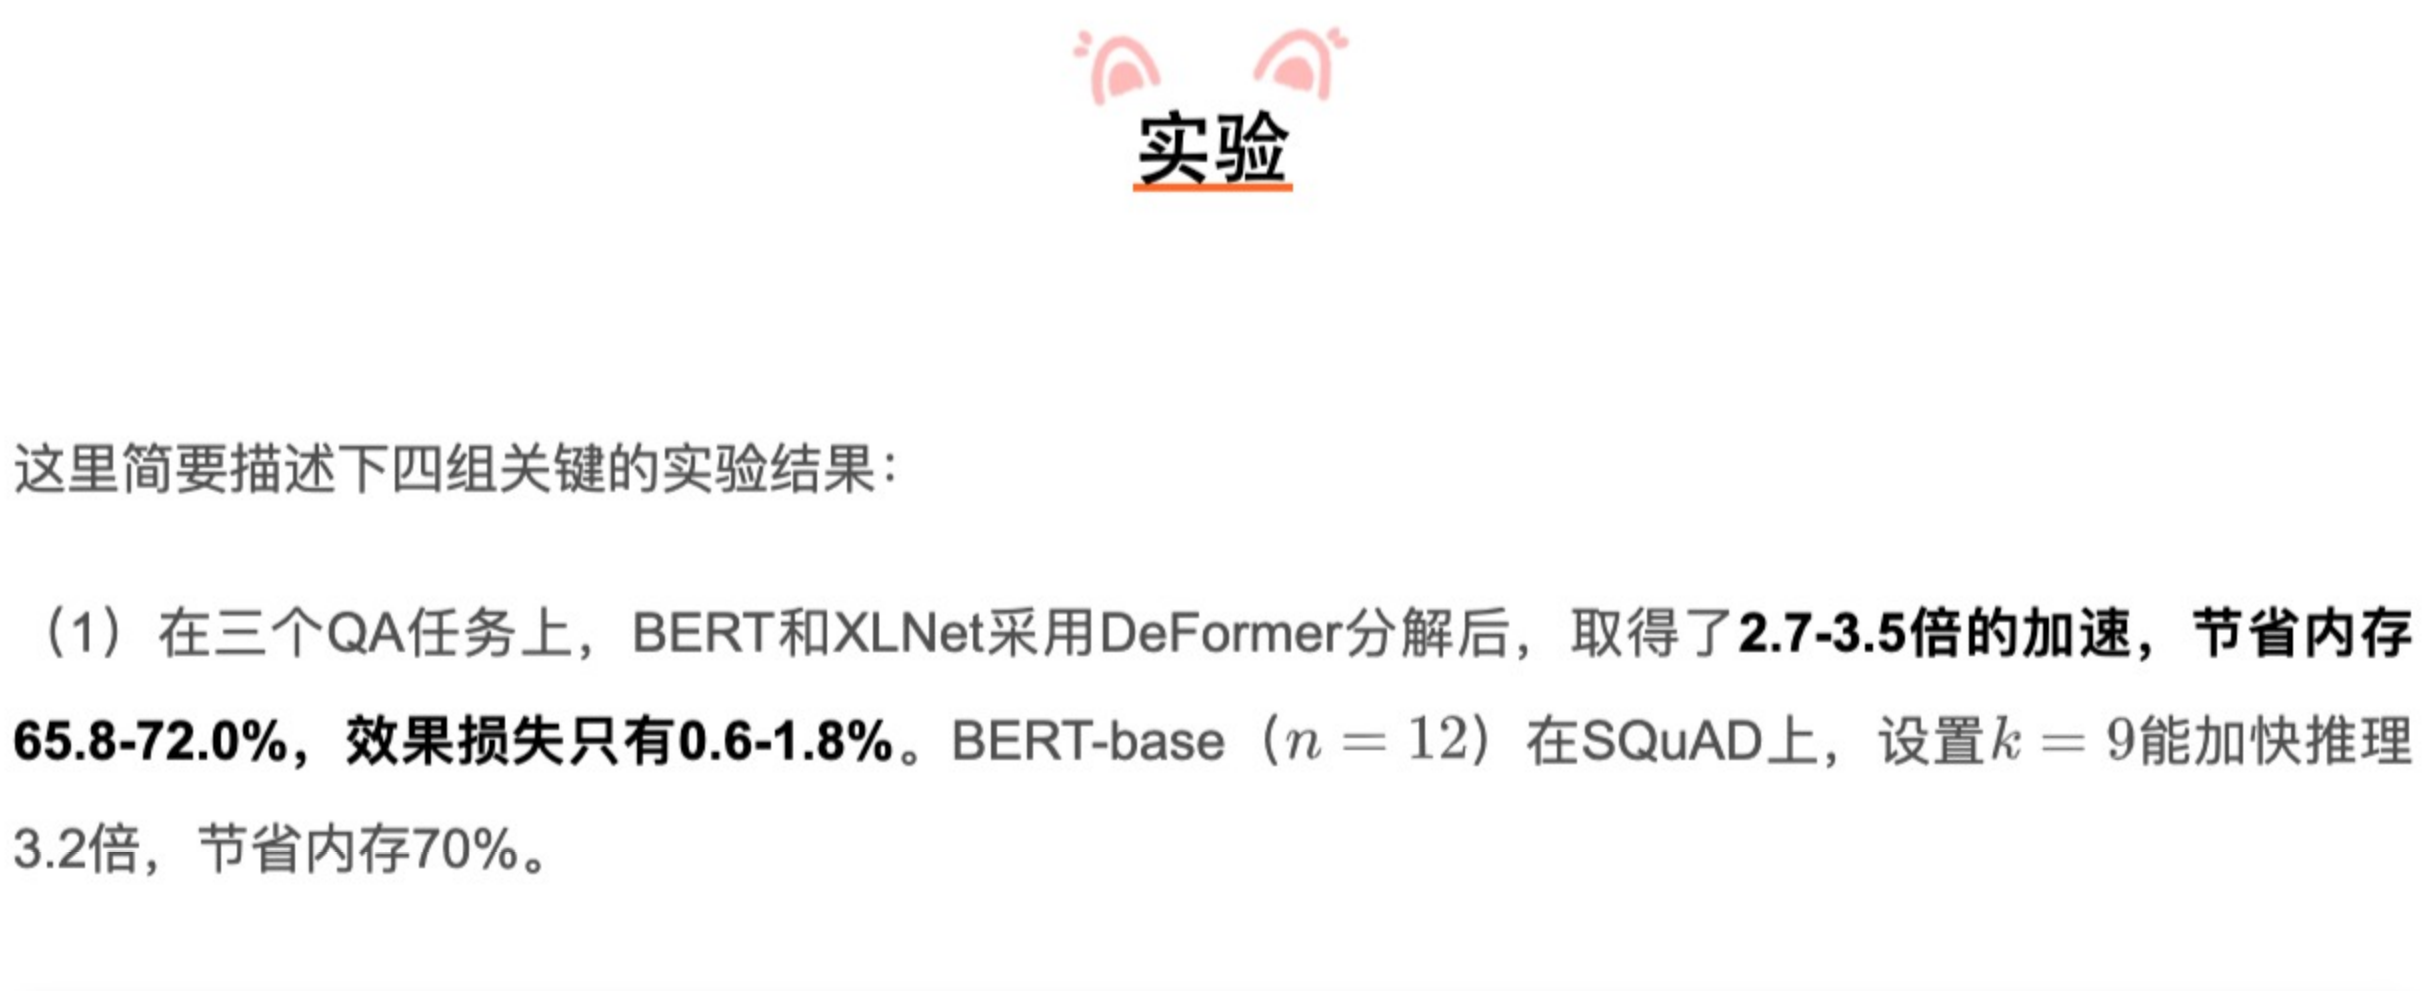 实验
这里简要描述下四组关键的实验结果：
（1）在三个QA任务上，BERT和XLNet采用DeFormer分解后，取得了2.7-3.5倍的加速，节省内存
65.8-72.0%，效果损失只有0.6-1.8%。BERT-base（n = 12）在SQuAD上，设置k = 9能加快推理
3.2倍，节省内存70%。